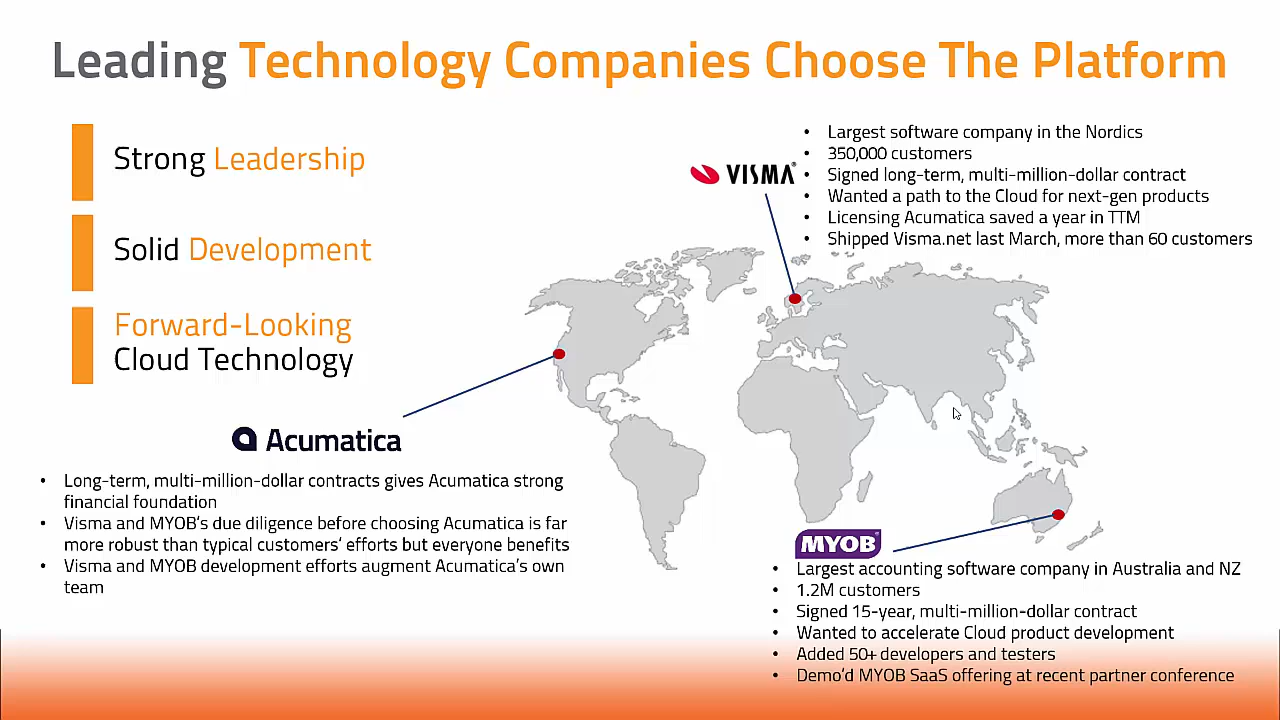 Leading Technology Companies Choose The Platform
Strong Leadership
Solid Development
Forward-Looking
Cloud Technology
VISMA®
• Largest software company in the Nordics
• 350,000 customers
• Signed long-term, multi-million-dollar contract
• Wanted a path to the Cloud for next-gen products
• Licensing Acumatica saved a year in TTM
• Shipped Visma.net last March, more than 60 customers
Acumatica
• Long-term, multi-million-dollar contracts gives Acumatica strong
financial foundation
• Visma and MYOB's due diligence before choosing Acumatica is far
more robust than typical customers' efforts but everyone benefits
• Visma and MYOB development efforts augment Acumatica's own
team
MYOB
• Largest accounting software company in Australia and NZ
• 1.2M customers
• Signed 15-year, multi-million-dollar contract
• Wanted to accelerate Cloud product development
• Added 50+ developers and testers
• Demo'd MYOB SaaS offering at recent partner conference